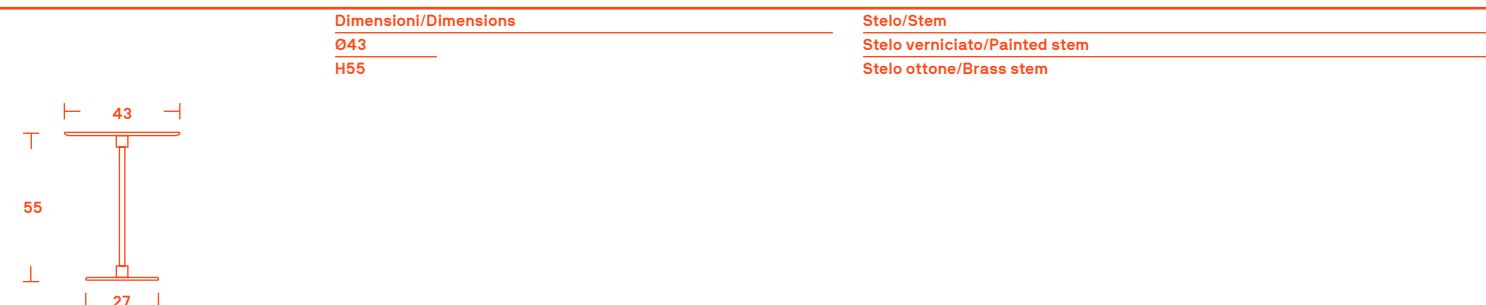 Dimensioni/Dimensions
Ø43
H55
Stelo/Stem
Stelo verniciato/Painted stem
Stelo ottone/Brass stem
43
55
27